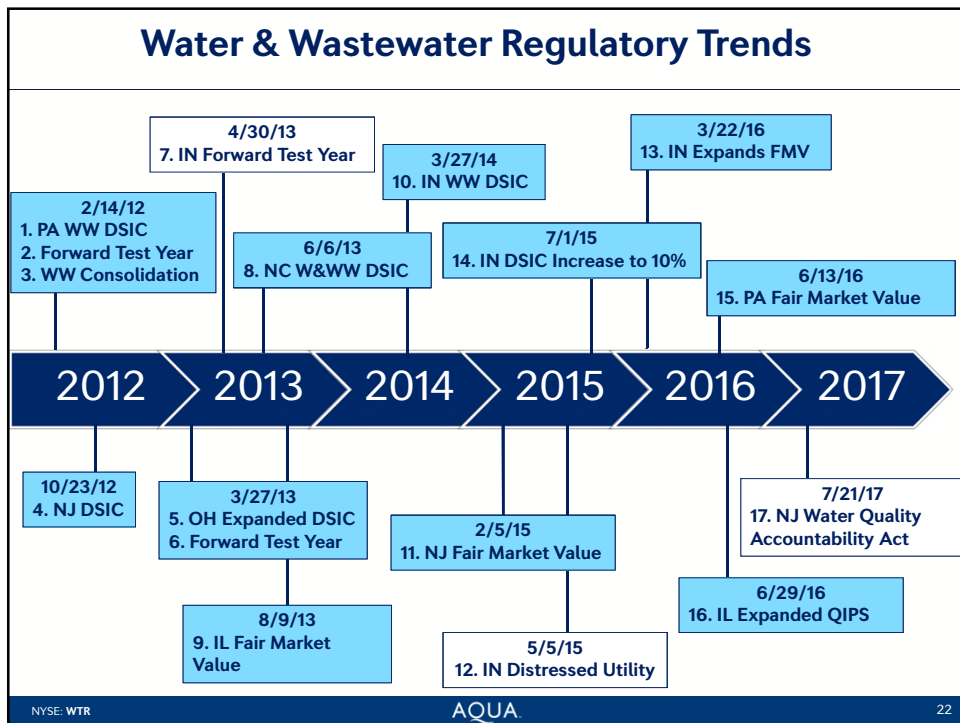 Water & Wastewater Regulatory Trends
4/30/13
7. IN Forward Test Year
3/22/16
13. IN Expands FMV
3/27/14
10. IN WW DSIC
2/14/12
1. PA WW DSIC
2. Forward Test Year
3. WW Consolidation
6/6/13
8. NC W&WW DSIC
7/1/15
14. IN DSIC Increase to 10%
6/13/16
15. PA Fair Market Value
2012
2013
2014
2015
2016
2017
10/23/12
4. NJ DSIC
3/27/13
5. OH Expanded DSIC
6. Forward Test Year
2/5/15
11. NJ Fair Market Value
7/21/17
17. NJ Water Quality
Accountability Act
8/9/13
9. IL Fair Market
Value
5/5/15
12. IN Distressed Utility
6/29/16
16. IL Expanded QIPS
NYSE: WTR
AQUA
22